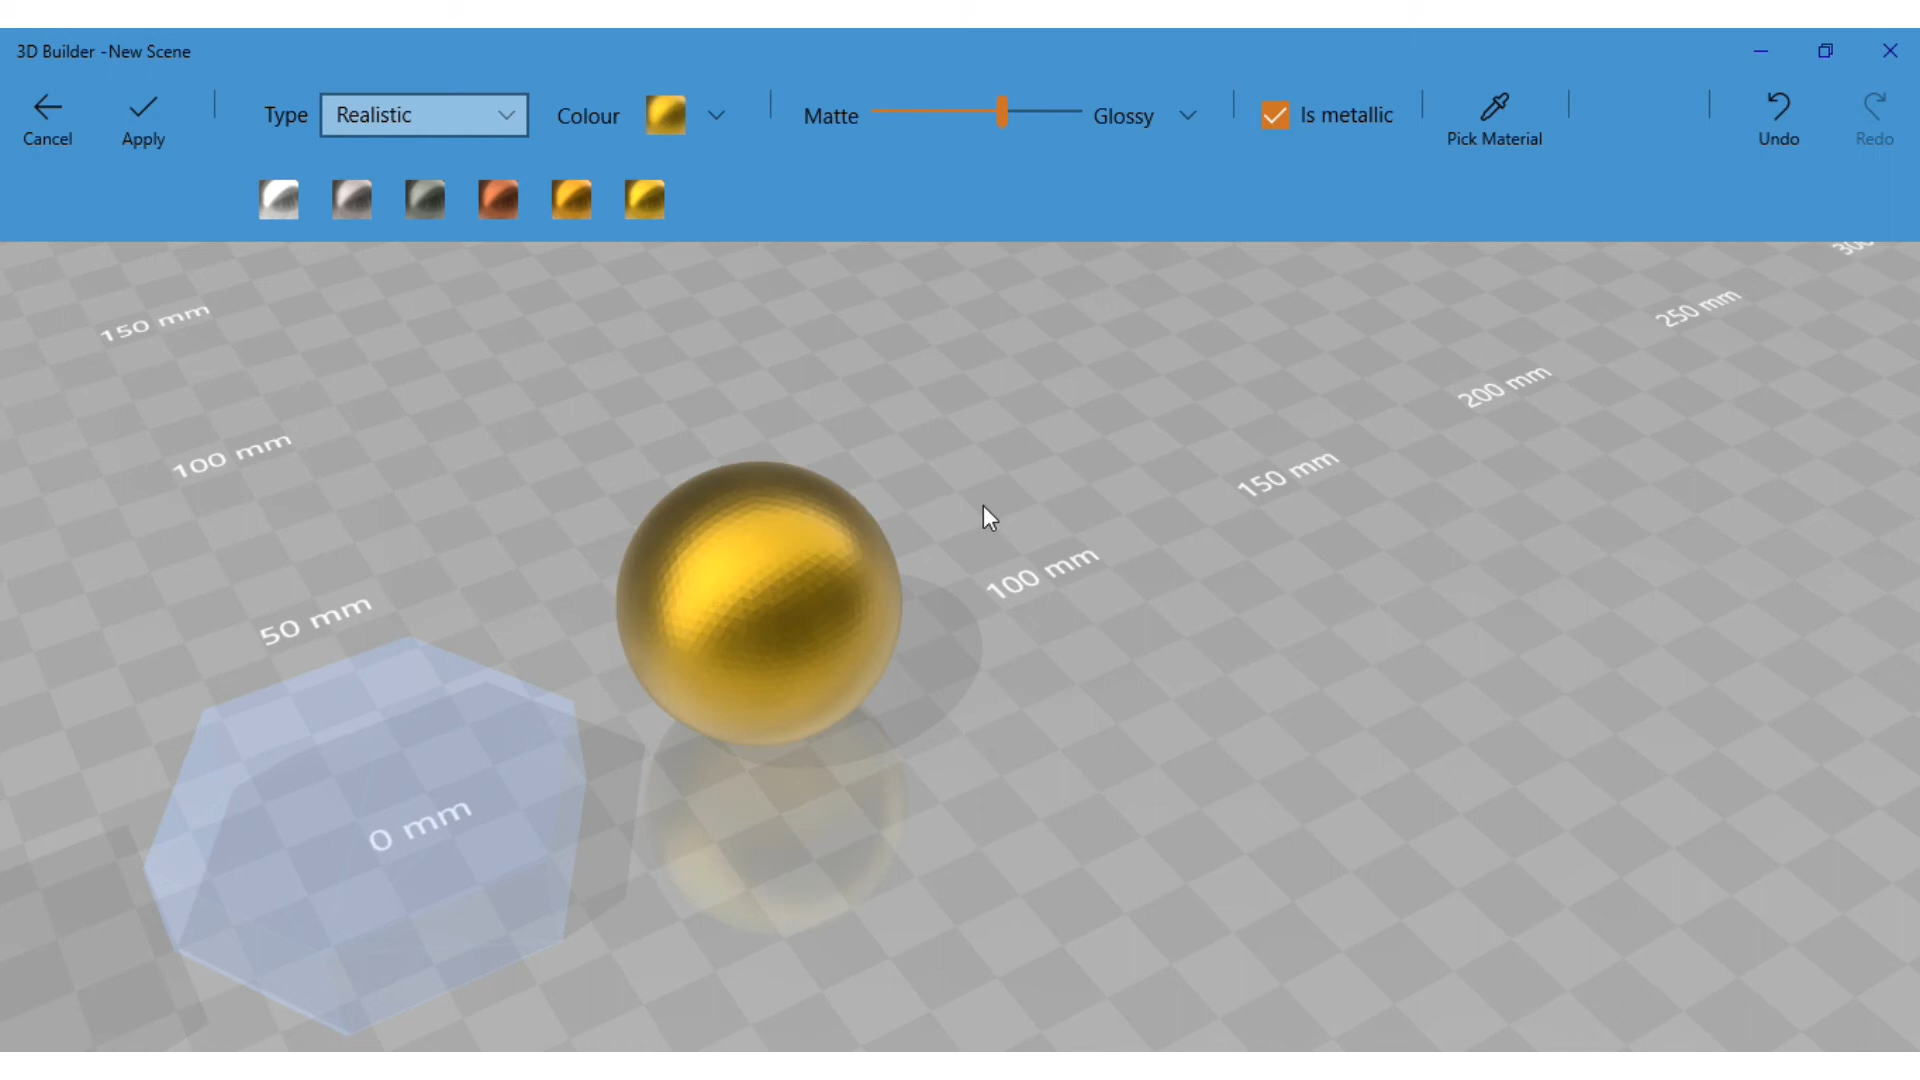 3D Builder -New Scene
Cancel
Apply
Type
Realistic
Colour
Matte
Glossy
Is metallic
Pick Material
Undo
Redo
300
150 mm
250 mm
200 mm
100 mm
150 mm
100 mm
50 mm
0 mm